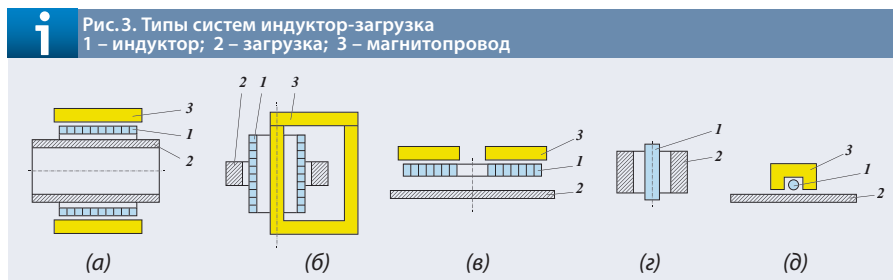 i
Рис. 3. Типы систем индуктор-загрузка
1 – индуктор; 2 – загрузка; 3 – магнитопровод
3
1
2
2 1 3
3
1
2
1
2
3
1
2
(а) (б) (в) (г) (д)